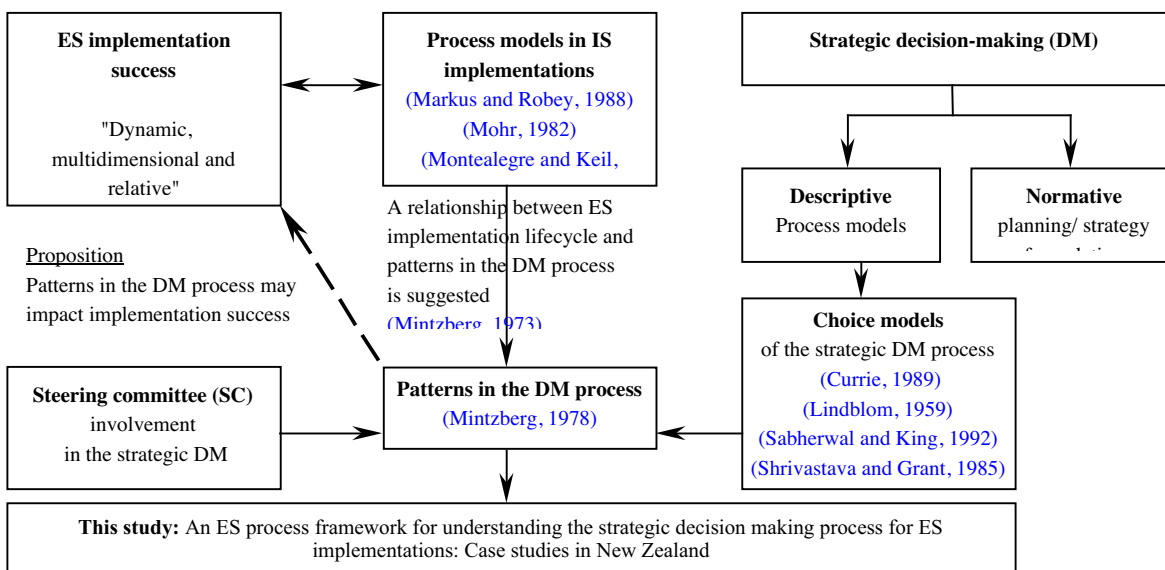 ES implementation
success
"Dynamic,
multidimensional and
relative"
Process models in IS
implementations
(Markus and Robey, 1988)
(Mohr, 1982)
(Montealegre and Keil,
Strategic decision-making (DM)
Descriptive
Process models
Normative
planning/ strategy
A relationship between ES
implementation lifecycle and
patterns in the DM process
is suggested
(Mintzberg, 1973)
Proposition
Patterns in the DM process may
impact implementation success
Choice models
of the strategic DM process
(Currie, 1989)
(Lindblom, 1959)
(Sabherwal and King, 1992)
(Shrivastava and Grant, 1985)
Steering committee (SC)
involvement
in the strategic DM
Patterns in the DM process
(Mintzberg, 1978)
This study: An ES process framework for understanding the strategic decision making process for ES
implementations: Case studies in New Zealand